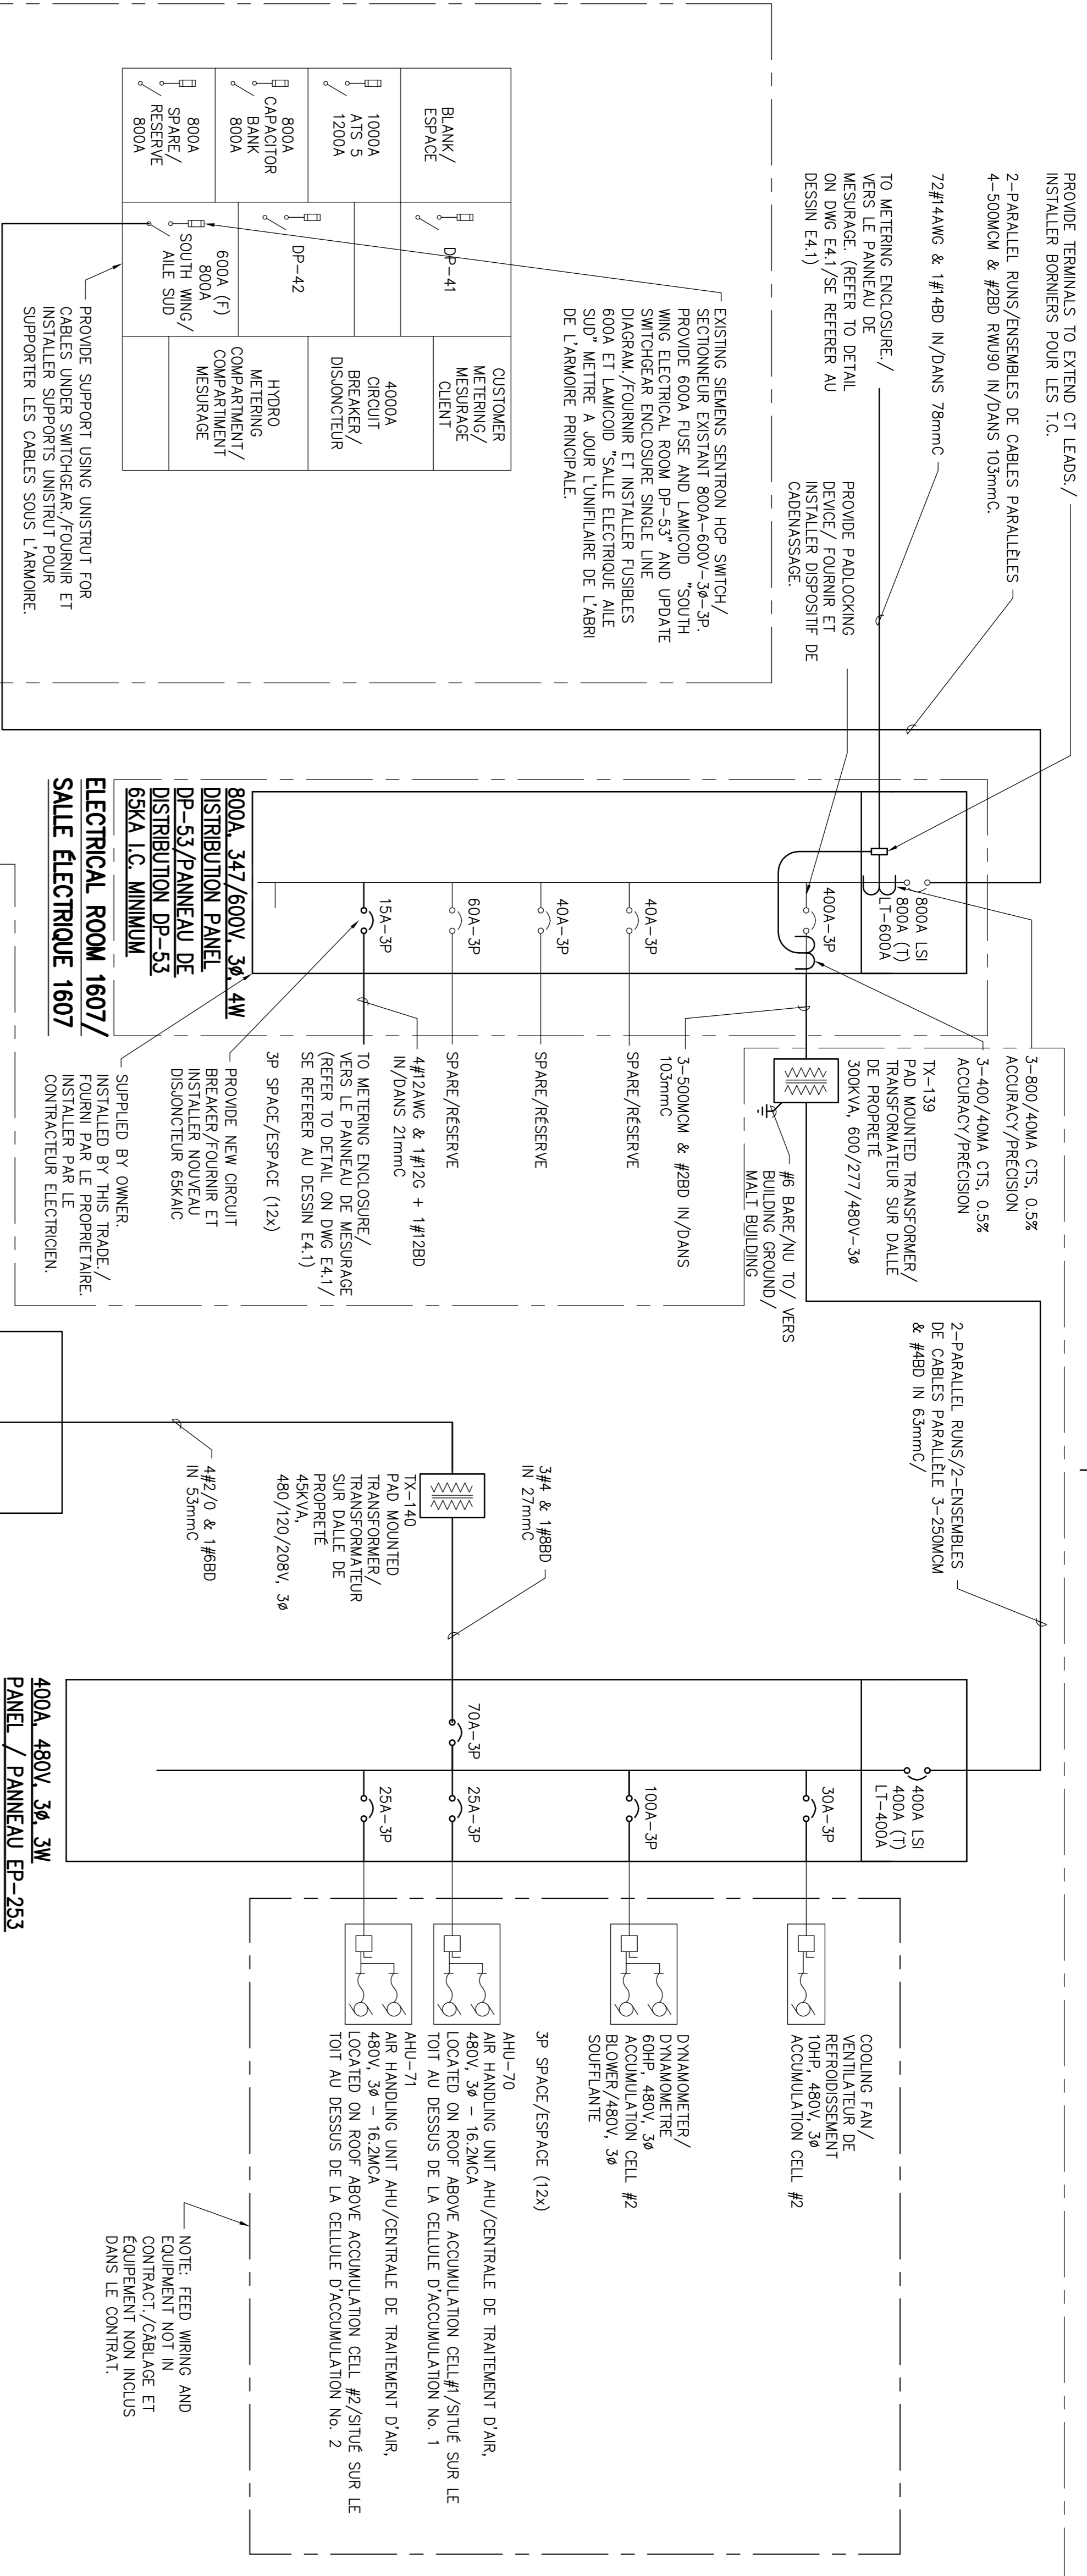 PROVIDE TERMINALS TO EXTEND CT LEADS./
INSTALLER BORNIERS POUR LES T.C.
2-PARALLEL RUNS/ENSEMBLES DE CABLES PARALLÈLES
4-500MCM & #2BD RWU90 IN/DANS 103mmC.
72#14AWG & 1#14BD IN/DANS 78mmC
TO METERING ENCLOSURE./
VERS LE PANNEAU DE
MESURAGE. (REFER TO DETAIL
ON DWG E4.1/SE REFERER AU
DESSIN E4.1)
PROVIDE PADLOCKING
DEVICE/ FOURNIR ET
INSTALLER DISPOSITIF DE
CADENASSAGE.
EXISTING SIEMENS SENTRON HCP SWITCH/
SECTIONNEUR EXISTANT 800A-600V-3Ø-3P.
PROVIDE 600A FUSE AND LAMICOID "SOUTH
WING ELECTRICAL ROOM DP-53" AND UPDATE
SWITCHGEAR ENCLOSURE SINGLE LINE
DIAGRAM./FOURNIR ET INSTALLER FUSIBLES
600A ET LAMICOID "SALLE ELECTRIQUE AILE
SUD" METTRE A JOUR L'UNIFILAIRE DE L'ABRI
DE L'ARMOIRE PRINCIPALE.
BLANK/
ESPACE
1000A
ATS 5
1200A
800A
CAPACITOR
BANK
800A
800A
SPARE/
RESERVE
800A
DP-41
DP-42
600A (F)
800A
SOUTH WING/
AILE SUD
CUSTOMER
METERING/
MESURAGE
CLIENT
4000A
CIRCUIT
BREAKER/
DISJONCTEUR
HYDRO
METERING
COMPARTMENT/
COMPARTIMENT
MESURAGE
PROVIDE SUPPORT USING UNISTRUT FOR
CABLES UNDER SWITCHGEAR./FOURNIR ET
INSTALLER SUPPORTS UNISTRUT POUR
SUPPORTER LES CABLES SOUS L'ARMOIRE.
800A LSI
800A (T)
LT-600A
400A-3P
40A-3P
40A-3P
60A-3P
15A-3P
800A, 347/600V, 3Ø, 4W
DISTRIBUTION PANEL
DP-53/PANNEAU DE
DISTRIBUTION DP-53
65KA I.C. MINIMUM
ELECTRICAL ROOM 1607/
SALLE ÉLECTRIQUE 1607
3-800/40MA CTS, 0.5%
ACCURACY/PRÉCISION
3-400/40MA CTS, 0.5%
ACCURACY/PRÉCISION
TX-139
PAD MOUNTED TRANSFORMER/
TRANSFORMATEUR SUR DALLE
DE PROPRETÉ
300KVA, 600/277/480V-3Ø
#6 BARE/NU TO/ VERS
BUILDING GROUND/
MALT BUILDING
3-500MCM & #2BD IN/DANS
103mmC
SPARE/RÉSERVE
SPARE/RÉSERVE
SPARE/RÉSERVE
4#12AWG & 1#12G + 1#12BD
IN/DANS 21mmC
TO METERING ENCLOSURE/
VERS LE PANNEAU DE MESURAGE
(REFER TO DETAIL ON DWG E4.1/
SE REFERER AU DESSIN E4.1)
3P SPACE/ESPACE (12x)
PROVIDE NEW CIRCUIT
BREAKER/FOURNIR ET
INSTALLER NOUVEAU
DISJONCTEUR 65KAIC
SUPPLIED BY OWNER.
INSTALLED BY THIS TRADE./
FOURNI PAR LE PROPRIETAIRE.
INSTALLER PAR LE
CONTRACTEUR ELECTRICIEN.
2-PARALLEL RUNS/2-ENSEMBLES
DE CABLES PARALLÈLE 3-250MCM
& #4BD IN 63mmC/
3#4 & 1#8BD
IN 27mmC
TX-140
PAD MOUNTED
TRANSFORMER/
TRANSFORMATEUR
SUR DALLE DE
PROPRETÉ
45KVA,
480/120/208V, 3Ø
4#2/0 & 1#6BD
IN 53mmC
400A LSI
400A (T)
LT-400A
30A-3P
100A-3P
70A-3P
25A-3P
25A-3P
400A, 480V, 3Ø, 3W
PANEL / PANNEAU EP-253
COOLING FAN/
VENTILATEUR DE
REFROIDISSEMENT
10HP, 480V, 3Ø
ACCUMULATION CELL #2
DYNAMOMETER/
DYNAMOMETRE
60HP, 480V, 3Ø
ACCUMULATION CELL #2
BLOWER/480V, 3Ø
SOUFFLANTE
3P SPACE/ESPACE (12x)
AHU-70
AIR HANDLING UNIT AHU/CENTRALE DE TRAITEMENT D'AIR,
480V, 3Ø - 16.2MCA
LOCATED ON ROOF ABOVE ACCUMULATION CELL#1/SITUÉ SUR LE
TOIT AU DESSUS DE LA CELLULE D'ACCUMULATION No. 1
AHU-71
AIR HANDLING UNIT AHU/CENTRALE DE TRAITEMENT D'AIR,
480V, 3Ø - 16.2MCA
LOCATED ON ROOF ABOVE ACCUMULATION CELL #2/SITUÉ SUR LE
TOIT AU DESSUS DE LA CELLULE D'ACCUMULATION No. 2
NOTE: FEED WIRING AND
EQUIPMENT NOT IN
CONTRACT./CÂBLAGE ET
ÉQUIPEMENT NON INCLUS
DANS LE CONTRAT.